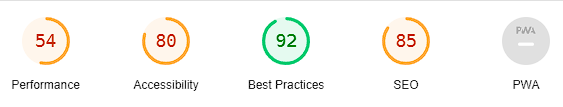 54 80 92 85 PWA
Performance Accessibility Best Practices SEO PWA